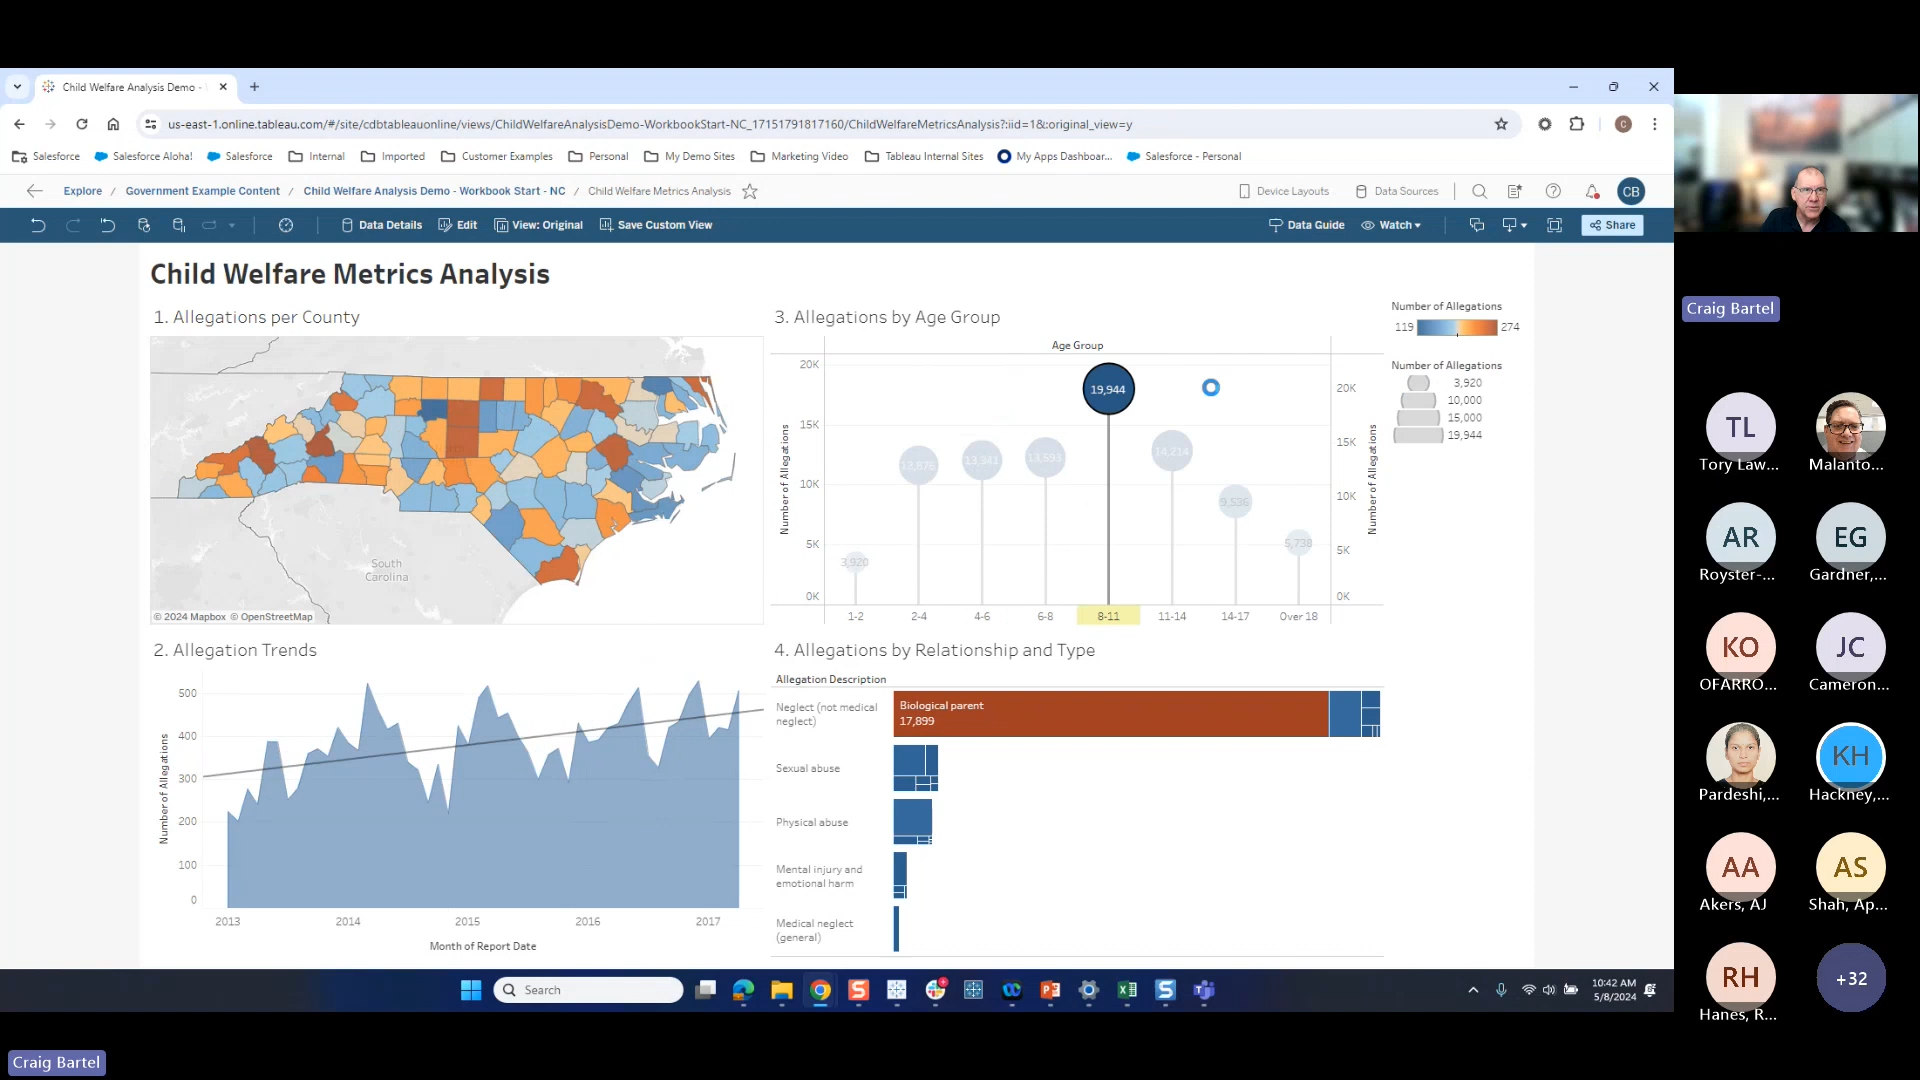 Child Welfare Analysis Demo -
us-east-1.online.tableau.com/#/site/cdbtableauonline/views/ChildWelfareAnalysisDemo-WorkbookStart-NC_17151791817160/ChildWelfareMetricsAnalysis?:iid=1&:original_view=y
C
Salesforce Salesforce Aloha! Salesforce Internal Imported Customer Examples Personal My Demo Sites Marketing Video Tableau Internal Sites My Apps Dashboar... Salesforce - Personal
Explore / Government Example Content / Child Welfare Analysis Demo - Workbook Start - NC / Child Welfare Metrics Analysis
Device Layouts Data Sources CB
Data Details Edit View: Original Save Custom View Data Guide Watch Share
Child Welfare Metrics Analysis
1. Allegations per County
South
Carolina
© 2024 Mapbox © OpenStreetMap
3. Allegations by Age Group
Age Group
Number of Allegations
20K
15K
10K
5K
0K
3,920
13,341
13,593
19,944
14,214
9,536
5,738
20K
15K
10K
5K
0K
Number of Allegations
1-2 2-4 4-6 6-8 8-11 11-14 14-17 Over 18
Number of Allegations
119 274
Number of Allegations
3,920
10,000
15,000
19,944
2. Allegation Trends
Number of Allegations
500
400
300
200
100
0
2013 2014 2015 2016 2017
Month of Report Date
4. Allegations by Relationship and Type
Allegation Description
Neglect (not medical
neglect)
Biological parent
17,899
Sexual abuse
Physical abuse
Mental injury and
emotional harm
Medical neglect
(general)
Search
10:42 AM
5/8/2024
Craig Bartel
Craig Bartel
TL
Tory Law... Malanto...
AR EG
Royster-... Gardner,...
KO JC
OFARRO... Cameron...
KH
Pardeshi,... Hackney,...
AA AS
Akers, AJ Shah, Ap...
RH +32
Hanes, R...